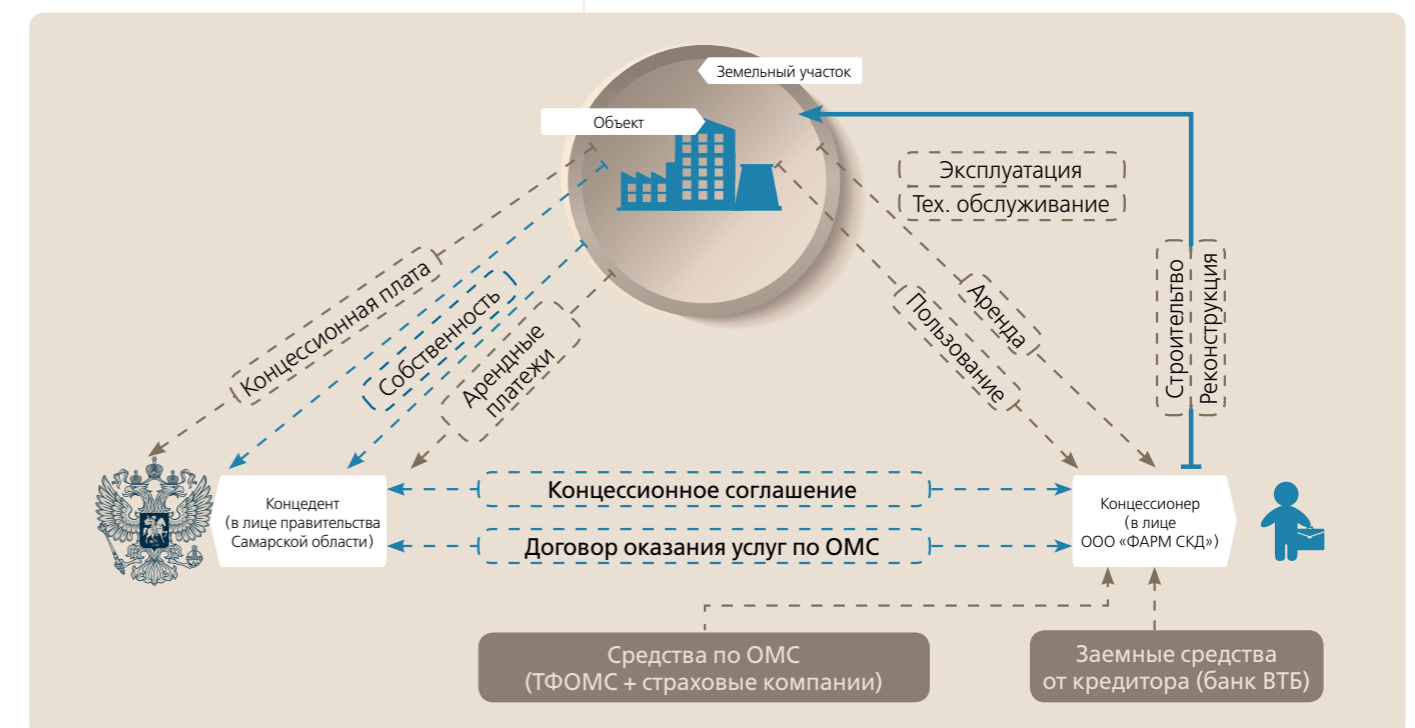 Земельный участок
Объект
Эксплуатация
Тех. обслуживание
Концессионная плата
Собственность
Арендные
платежи
Пользование
Аренда
Строительство
Реконструкция
Концедент
(в лице правительства
Самарской области)
Концессионное соглашение
Договор оказания услуг по ОМС
Концессионер
(в лице
ООО «ФАРМ СКД»)
Средства по ОМС
(ТФОМС + страховые компании)
Заемные средства
от кредитора (банк ВТБ)